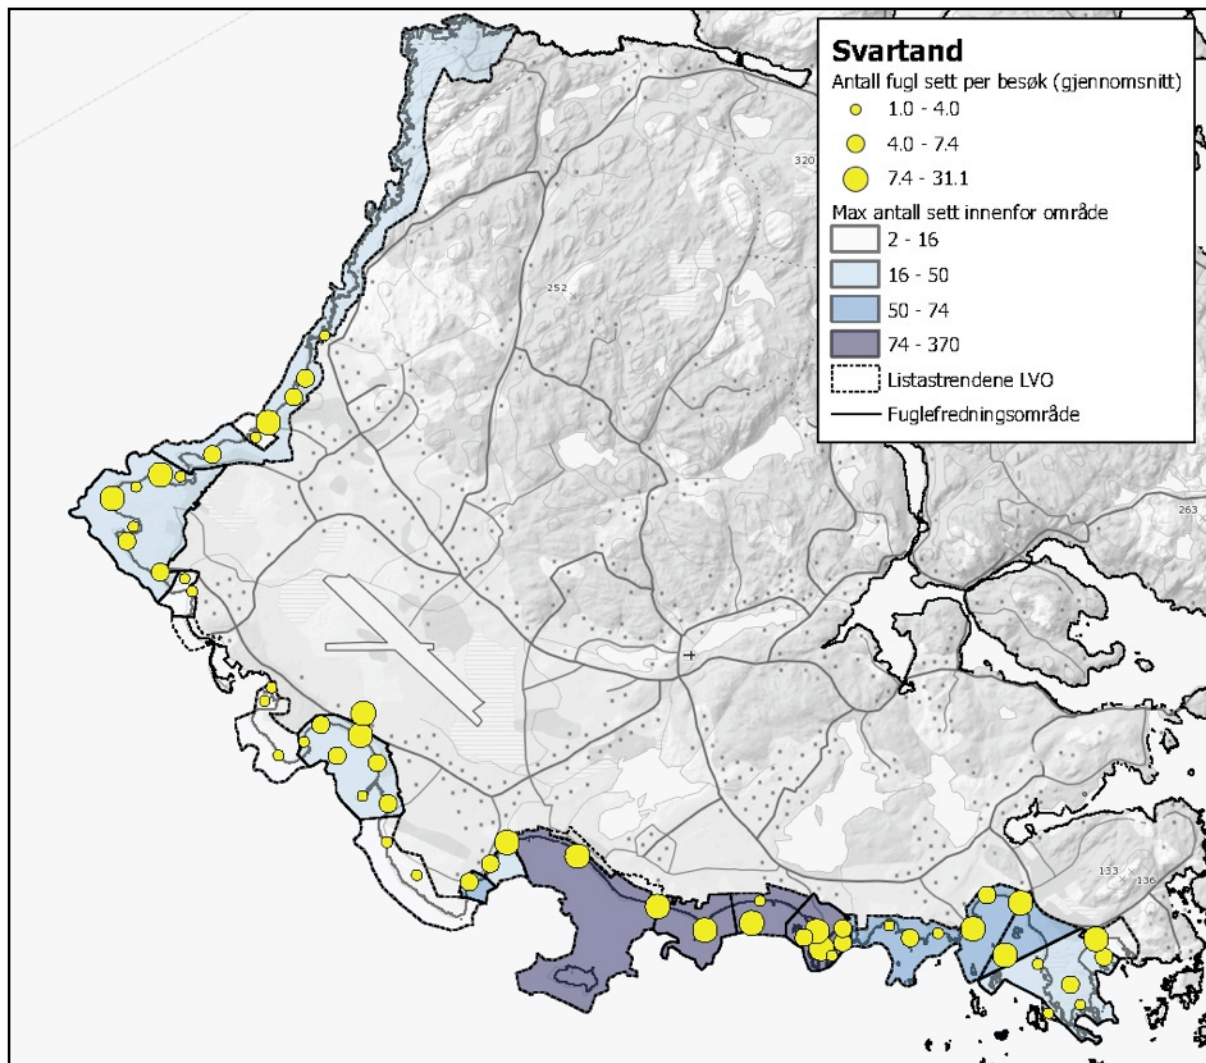 Svartand
Antall fugl sett per besøk (gjennomsnitt)
1.0 - 4.0
4.0 - 7.4
7.4 - 31.1
Max antall sett innenfor område
2 - 16
16 - 50
50 - 74
74 - 370
Listastrendene LVO
Fuglefredningsområde
320
252
263
133
136